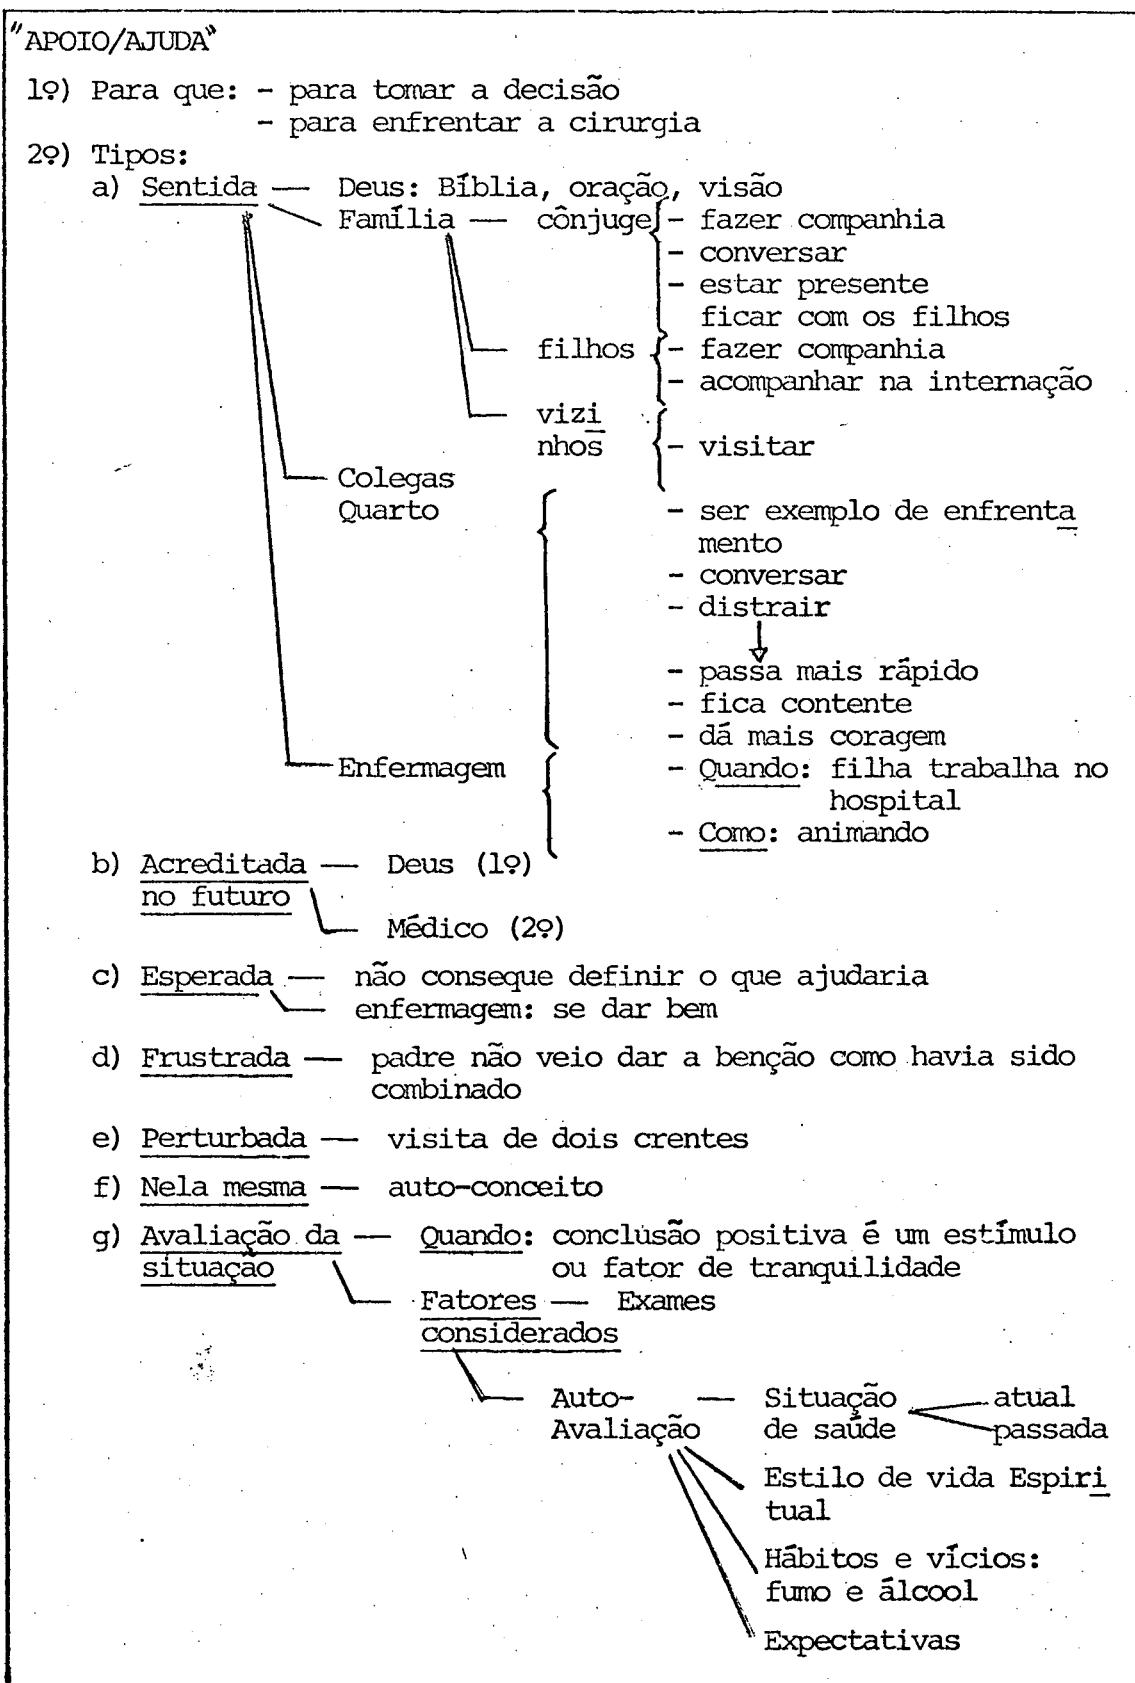 "APOIO/AJUDA"
1º) Para que: - para tomar a decisão
- para enfrentar a cirurgia
2º) Tipos:
a) Sentida — Deus: Bíblia, oração, visão
Família — cônjuge { - fazer companhia
- conversar
- estar presente
ficar com os filhos
filhos { - fazer companhia
- acompanhar na internação
vizi
nhos { - visitar
Colegas
Quarto
- ser exemplo de enfrenta
mento
- conversar
- distrair
- passa mais rápido
- fica contente
- dá mais coragem
Enfermagem { - Quando: filha trabalha no
hospital
- Como: animando
b) Acreditada — Deus (1º)
no futuro
Médico (2º)
c) Esperada — não conseque definir o que ajudaria
enfermagem: se dar bem
d) Frustrada — padre não veio dar a benção como havia sido
combinado
e) Perturbada — visita de dois crentes
f) Nela mesma — auto-conceito
g) Avaliação da — Quando: conclusão positiva é um estímulo
situação ou fator de tranquilidade
Fatores — Exames
considerados
Auto- — Situação atual
Avaliação de saúde passada
Estilo de vida Espiri
tual
Hábitos e vícios:
fumo e álcool
Expectativas